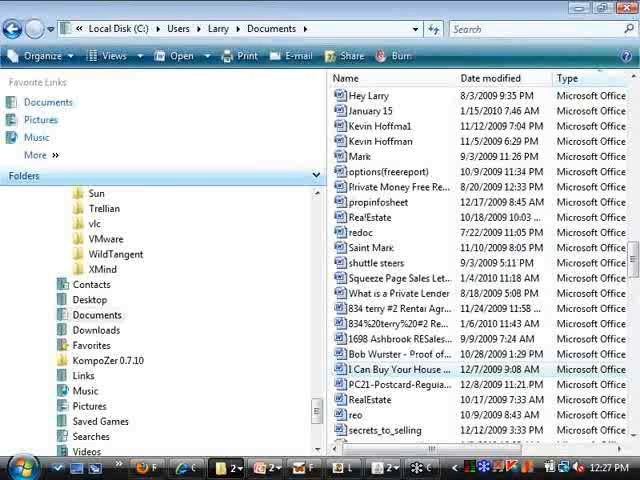 Local Disk (C:) Users Larry Documents Search
Organize Views Open Print E-mail Share Burn
Favorite Links
Documents
Pictures
Music
More »
Folders
Sun
Trellian
vlc
VMware
WildTangent
XMind
Contacts
Desktop
Documents
Downloads
Favorites
KompoZer 0.7.10
Links
Music
Pictures
Saved Games
Searches
Videos
Name Date modified Type
Hey Larry 8/3/2009 9:35 PM Microsoft Office
January 15 1/15/2010 7:46 AM Microsoft Office
Kevin Hoffma1 11/12/2009 7:04 PM Microsoft Office
Kevin Hoffman 11/5/2009 6:29 PM Microsoft Office
Mark 9/3/2009 11:26 PM Microsoft Office
options(freereport) 10/9/2009 11:34 PM Microsoft Office
Private Money Free Re... 8/20/2009 12:33 PM Microsoft Office
propinfosheet 12/17/2009 8:45 AM Microsoft Office
Rea!Estate 10/18/2009 10:03 ... Microsoft Office
redoc 7/22/2009 11:05 PM Microsoft Office
Saint Mark 11/10/2009 8:05 PM Microsoft Office
shuttle steers 9/3/2009 5:11 PM Microsoft Office
Squeeze Page Sales Let... 1/4/2010 11:18 AM Microsoft Office
What is a Private Lender 8/18/2009 5:08 PM Microsoft Office
834 terry #2 Rental Agr... 11/24/2009 11:58 ... Microsoft Office
834%20terry%20#2 Re... 1/6/2010 11:43 AM Microsoft Office
1698 Ashbrook RESales... 9/9/2009 7:24 AM Microsoft Office
Bob Wurster - Proof of... 10/28/2009 1:29 PM Microsoft Office
I Can Buy Your House ... 12/7/2009 9:08 AM Microsoft Office
PC21-Postcard-Regula... 12/8/2009 11:21 PM Microsoft Office
RealEstate 10/17/2009 7:33 AM Microsoft Office
reo 10/9/2009 8:43 AM Microsoft Office
secrets_to_selling 12/12/2009 3:33 PM Microsoft Office
» F C 2 2 F L 2 C 12:27 PM